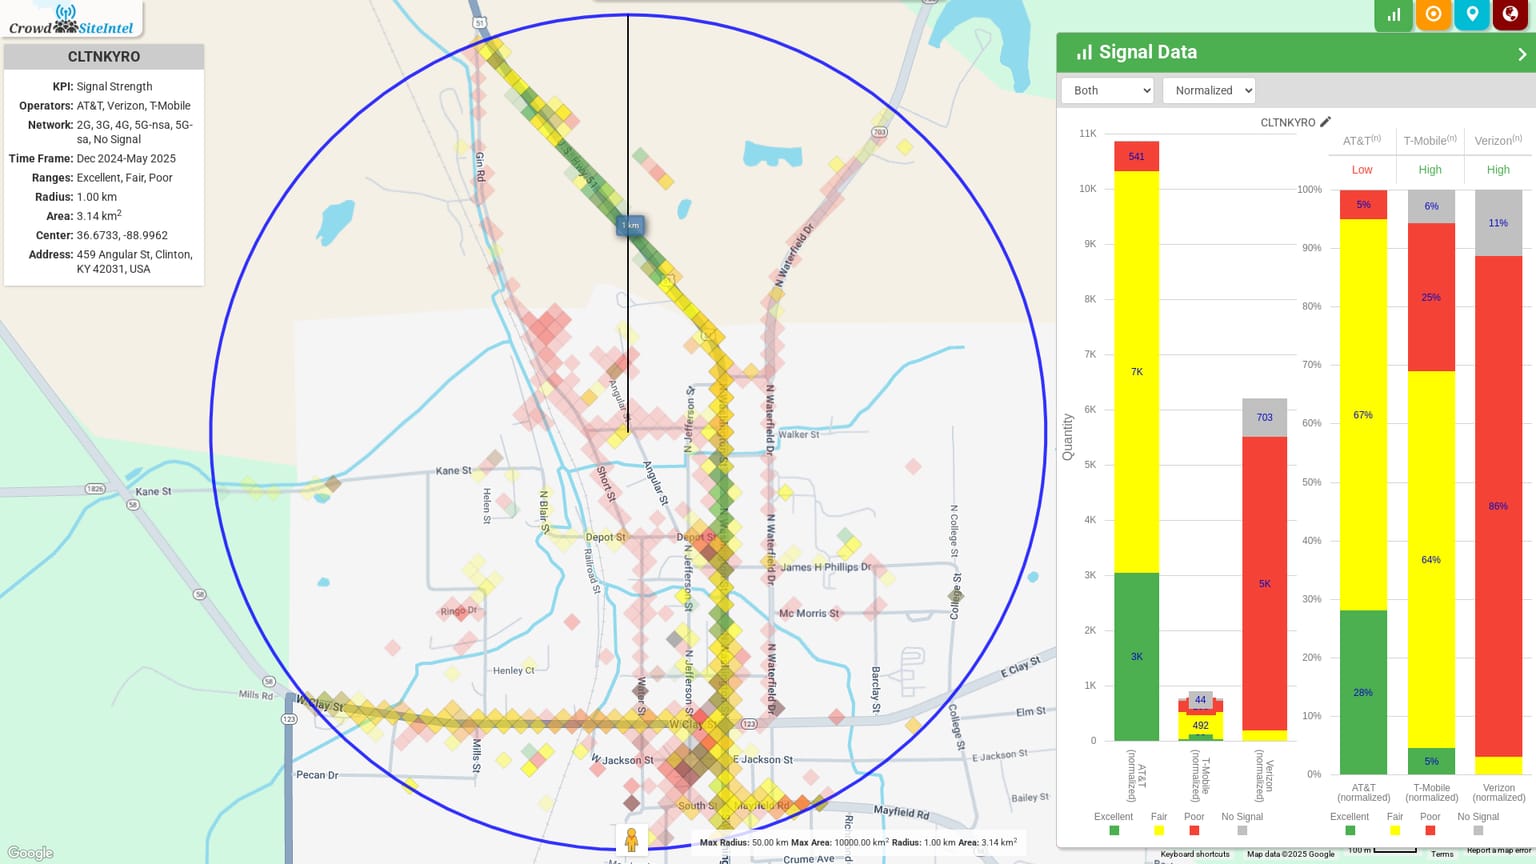 Crowd SiteIntel
CLTNKYRO
KPI: Signal Strength
Operators: AT&T, Verizon, T-Mobile
Network: 2G, 3G, 4G, 5G-nsa, 5G-
sa, No Signal
Time Frame: Dec 2024-May 2025
Ranges: Excellent, Fair, Poor
Radius: 1.00 km
Area: 3.14 km²
Center: 36.6733, -88.9962
Address: 459 Angular St, Clinton,
KY 42031, USA
51
Gin Rd
U.S. Hwy 51
1 km
703
N Waterfield Dr
Angular St
N Jefferson St
N Waterfield Dr
Walker St
Kane St
1826
Kane St
58
Helen St
N Blair St
Short St
Angular St
N College St
Depot St
Depot St
N Jefferson St
N Waterfield Dr
Railroad St
James H Phillips Dr
58
Ringo Dr
Mc Morris St
College St
Henley Ct
E Clay St
58
Mills Rd
N Jefferson St
N Waterfield Dr
Barclay St
W Clay St
123
W Clay St
123
College St
Elm St
Mills St
W Jackson St
E Jackson St
E Jackson St
Pecan Dr
Bailey St
South St
Mayfield Rd
Mayfield Rd
Crume Ave
Google
Max Radius: 50.00 km Max Area: 10000.00 km² Radius: 1.00 km Area: 3.14 km²
Keyboard shortcuts
Map data ©2025 Google
100 m
Terms
Report a map error
Signal Data
Both
Normalized
CLTNKYRO
11K
10K
9K
8K
7K
6K
5K
4K
3K
2K
1K
0
Quantity
541
7K
3K
44
492
703
5K
AT&T
(normalized)
T-Mobile
(normalized)
Verizon
(normalized)
Excellent Fair Poor No Signal
AT&T(n) T-Mobile(n) Verizon(n)
Low High High
100%
90%
80%
70%
60%
50%
40%
30%
20%
10%
0%
5%
67%
28%
6%
25%
64%
5%
11%
86%
AT&T
(normalized)
T-Mobile
(normalized)
Verizon
(normalized)
Excellent Fair Poor No Signal